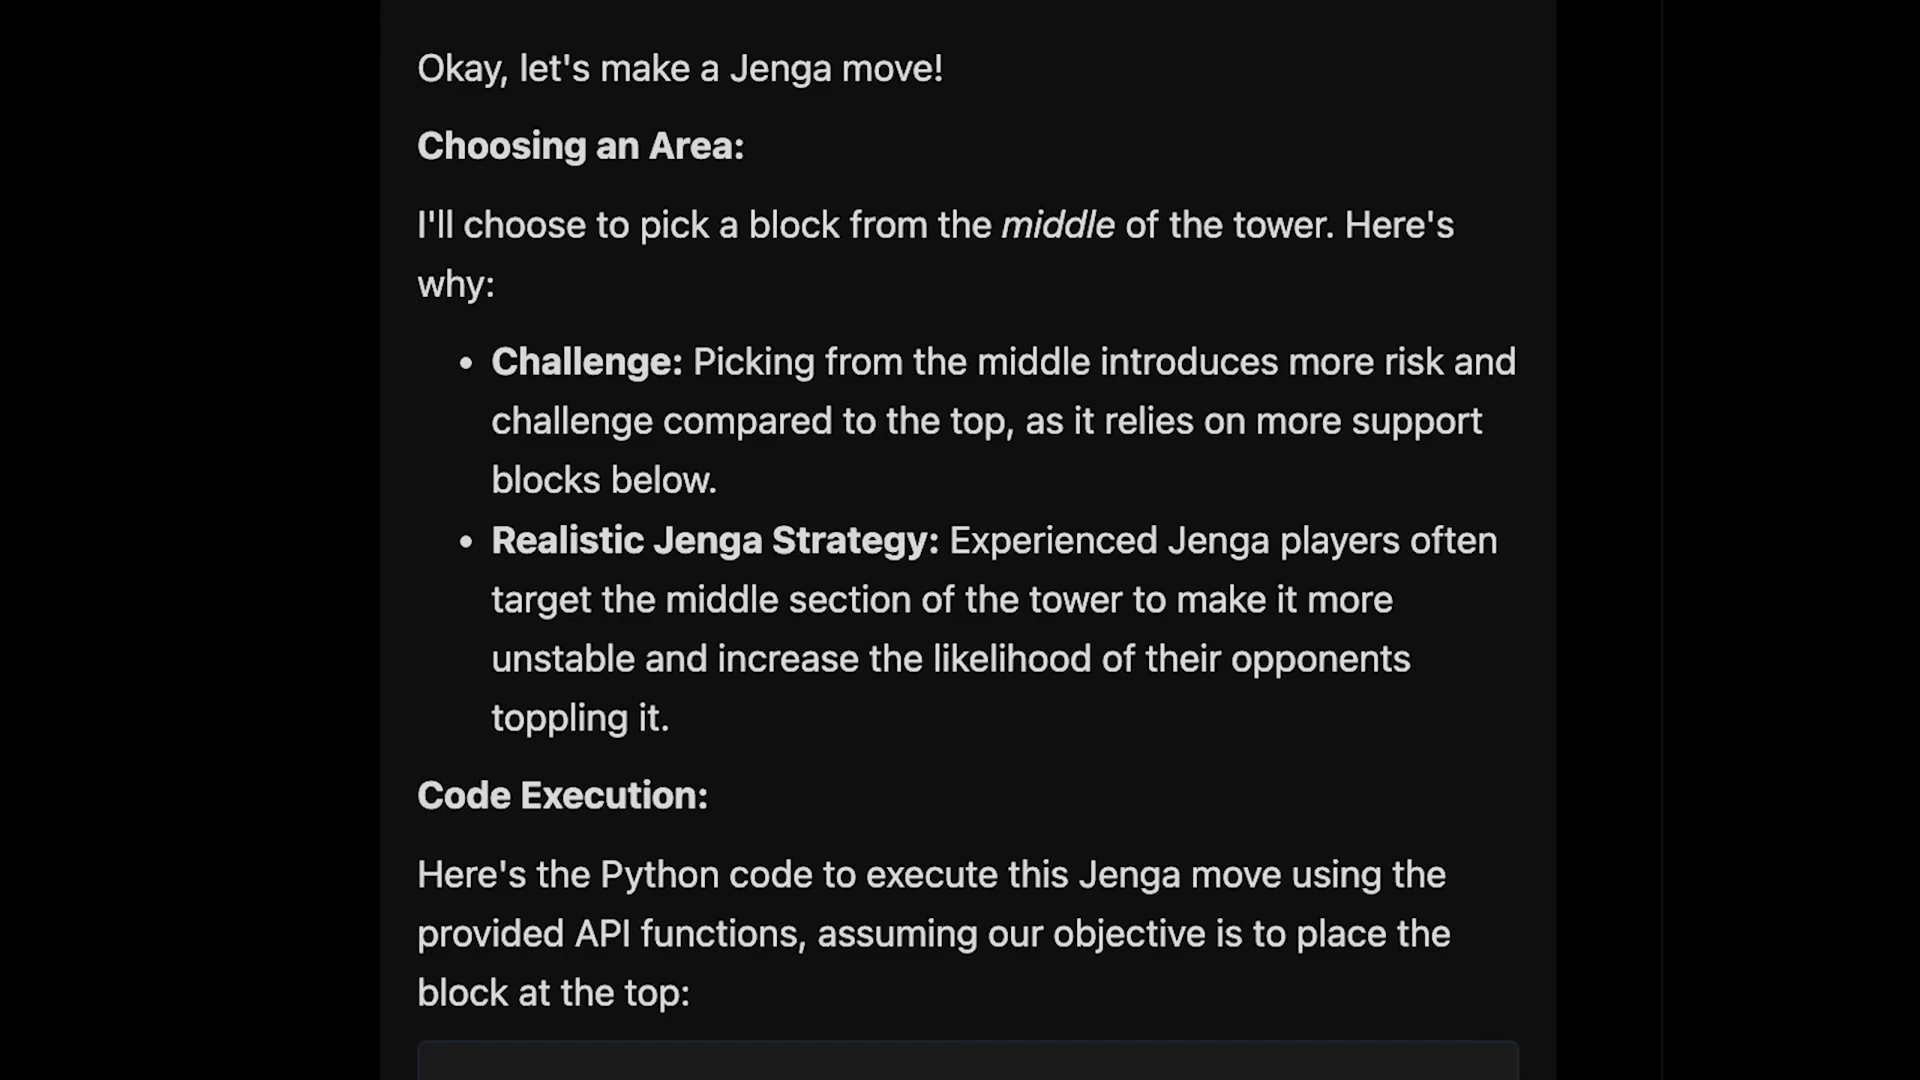 Okay, let's make a Jenga move!
Choosing an Area:
I'll choose to pick a block from the middle of the tower. Here's
why:
• Challenge: Picking from the middle introduces more risk and
challenge compared to the top, as it relies on more support
blocks below.
• Realistic Jenga Strategy: Experienced Jenga players often
target the middle section of the tower to make it more
unstable and increase the likelihood of their opponents
toppling it.
Code Execution:
Here's the Python code to execute this Jenga move using the
provided API functions, assuming our objective is to place the
block at the top: